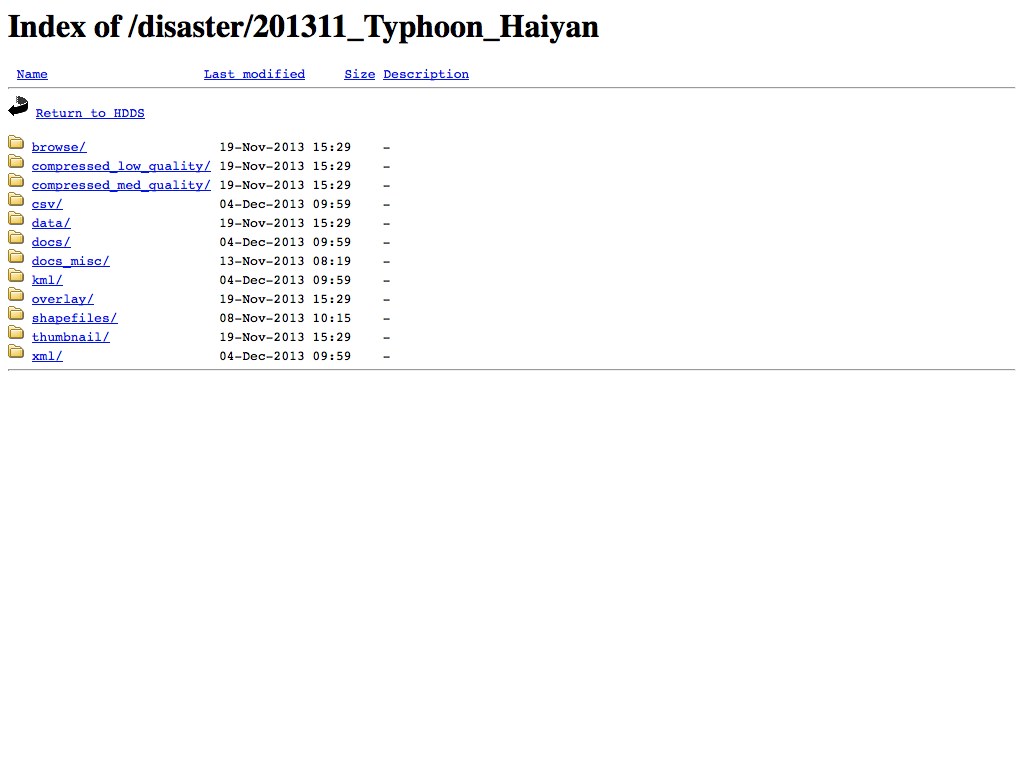 Index of /disaster/201311_Typhoon_Haiyan
Name Last modified Size Description
Return to HDDS
browse/ 19-Nov-2013 15:29 -
compressed_low_quality/ 19-Nov-2013 15:29 -
compressed_med_quality/ 19-Nov-2013 15:29 -
csv/ 04-Dec-2013 09:59 -
data/ 19-Nov-2013 15:29 -
docs/ 04-Dec-2013 09:59 -
docs_misc/ 13-Nov-2013 08:19 -
kml/ 04-Dec-2013 09:59 -
overlay/ 19-Nov-2013 15:29 -
shapefiles/ 08-Nov-2013 10:15 -
thumbnail/ 19-Nov-2013 15:29 -
xml/ 04-Dec-2013 09:59 -